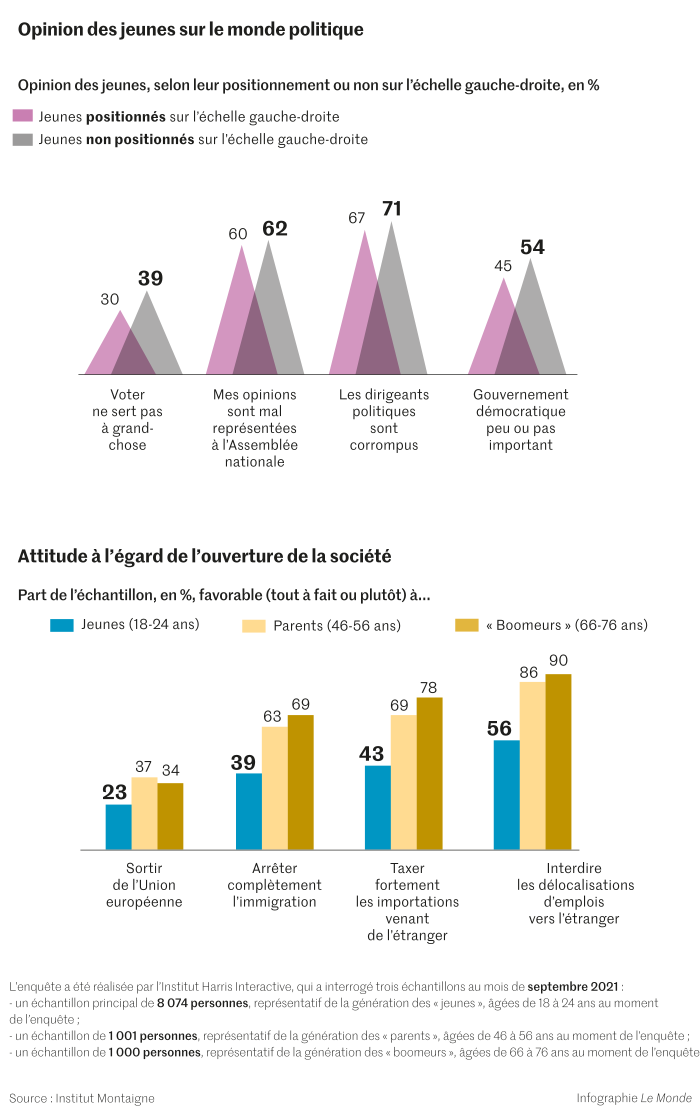 Opinion des jeunes sur le monde politique
Opinion des jeunes, selon leur positionnement ou non sur l'échelle gauche-droite, en %
Jeunes positionnés sur l'échelle gauche-droite
Jeunes non positionnés sur l'échelle gauche-droite
30
39
60
62
67
71
45
54
Voter
ne sert pas
à grand-
chose
Mes opinions
sont mal
représentées
à l'Assemblée
nationale
Les dirigeants
politiques
sont
corrompus
Gouvernement
démocratique
peu ou pas
important
Attitude à l'égard de l'ouverture de la société
Part de l'échantillon, en %, favorable (tout à fait ou plutôt) à...
Jeunes (18-24 ans)
Parents (46-56 ans)
« Boomeurs » (66-76 ans)
23
37
34
39
63
69
43
69
78
56
86
90
Sortir
de l'Union
européenne
Arrêter
complètement
l'immigration
Taxer
fortement
les importations
venant
de l'étranger
Interdire
les délocalisations
d'emplois
vers l'étranger
L'enquête a été réalisée par l'Institut Harris Interactive, qui a interrogé trois échantillons au mois de septembre 2021 :
- un échantillon principal de 8 074 personnes, représentatif de la génération des « jeunes », âgées de 18 à 24 ans au moment
de l'enquête ;
- un échantillon de 1 001 personnes, représentatif de la génération des « parents », âgées de 46 à 56 ans au moment de l'enquête ;
- un échantillon de 1 000 personnes, représentatif de la génération des « boomeurs », âgées de 66 à 76 ans au moment de l'enquête
Source : Institut Montaigne
Infographie Le Monde